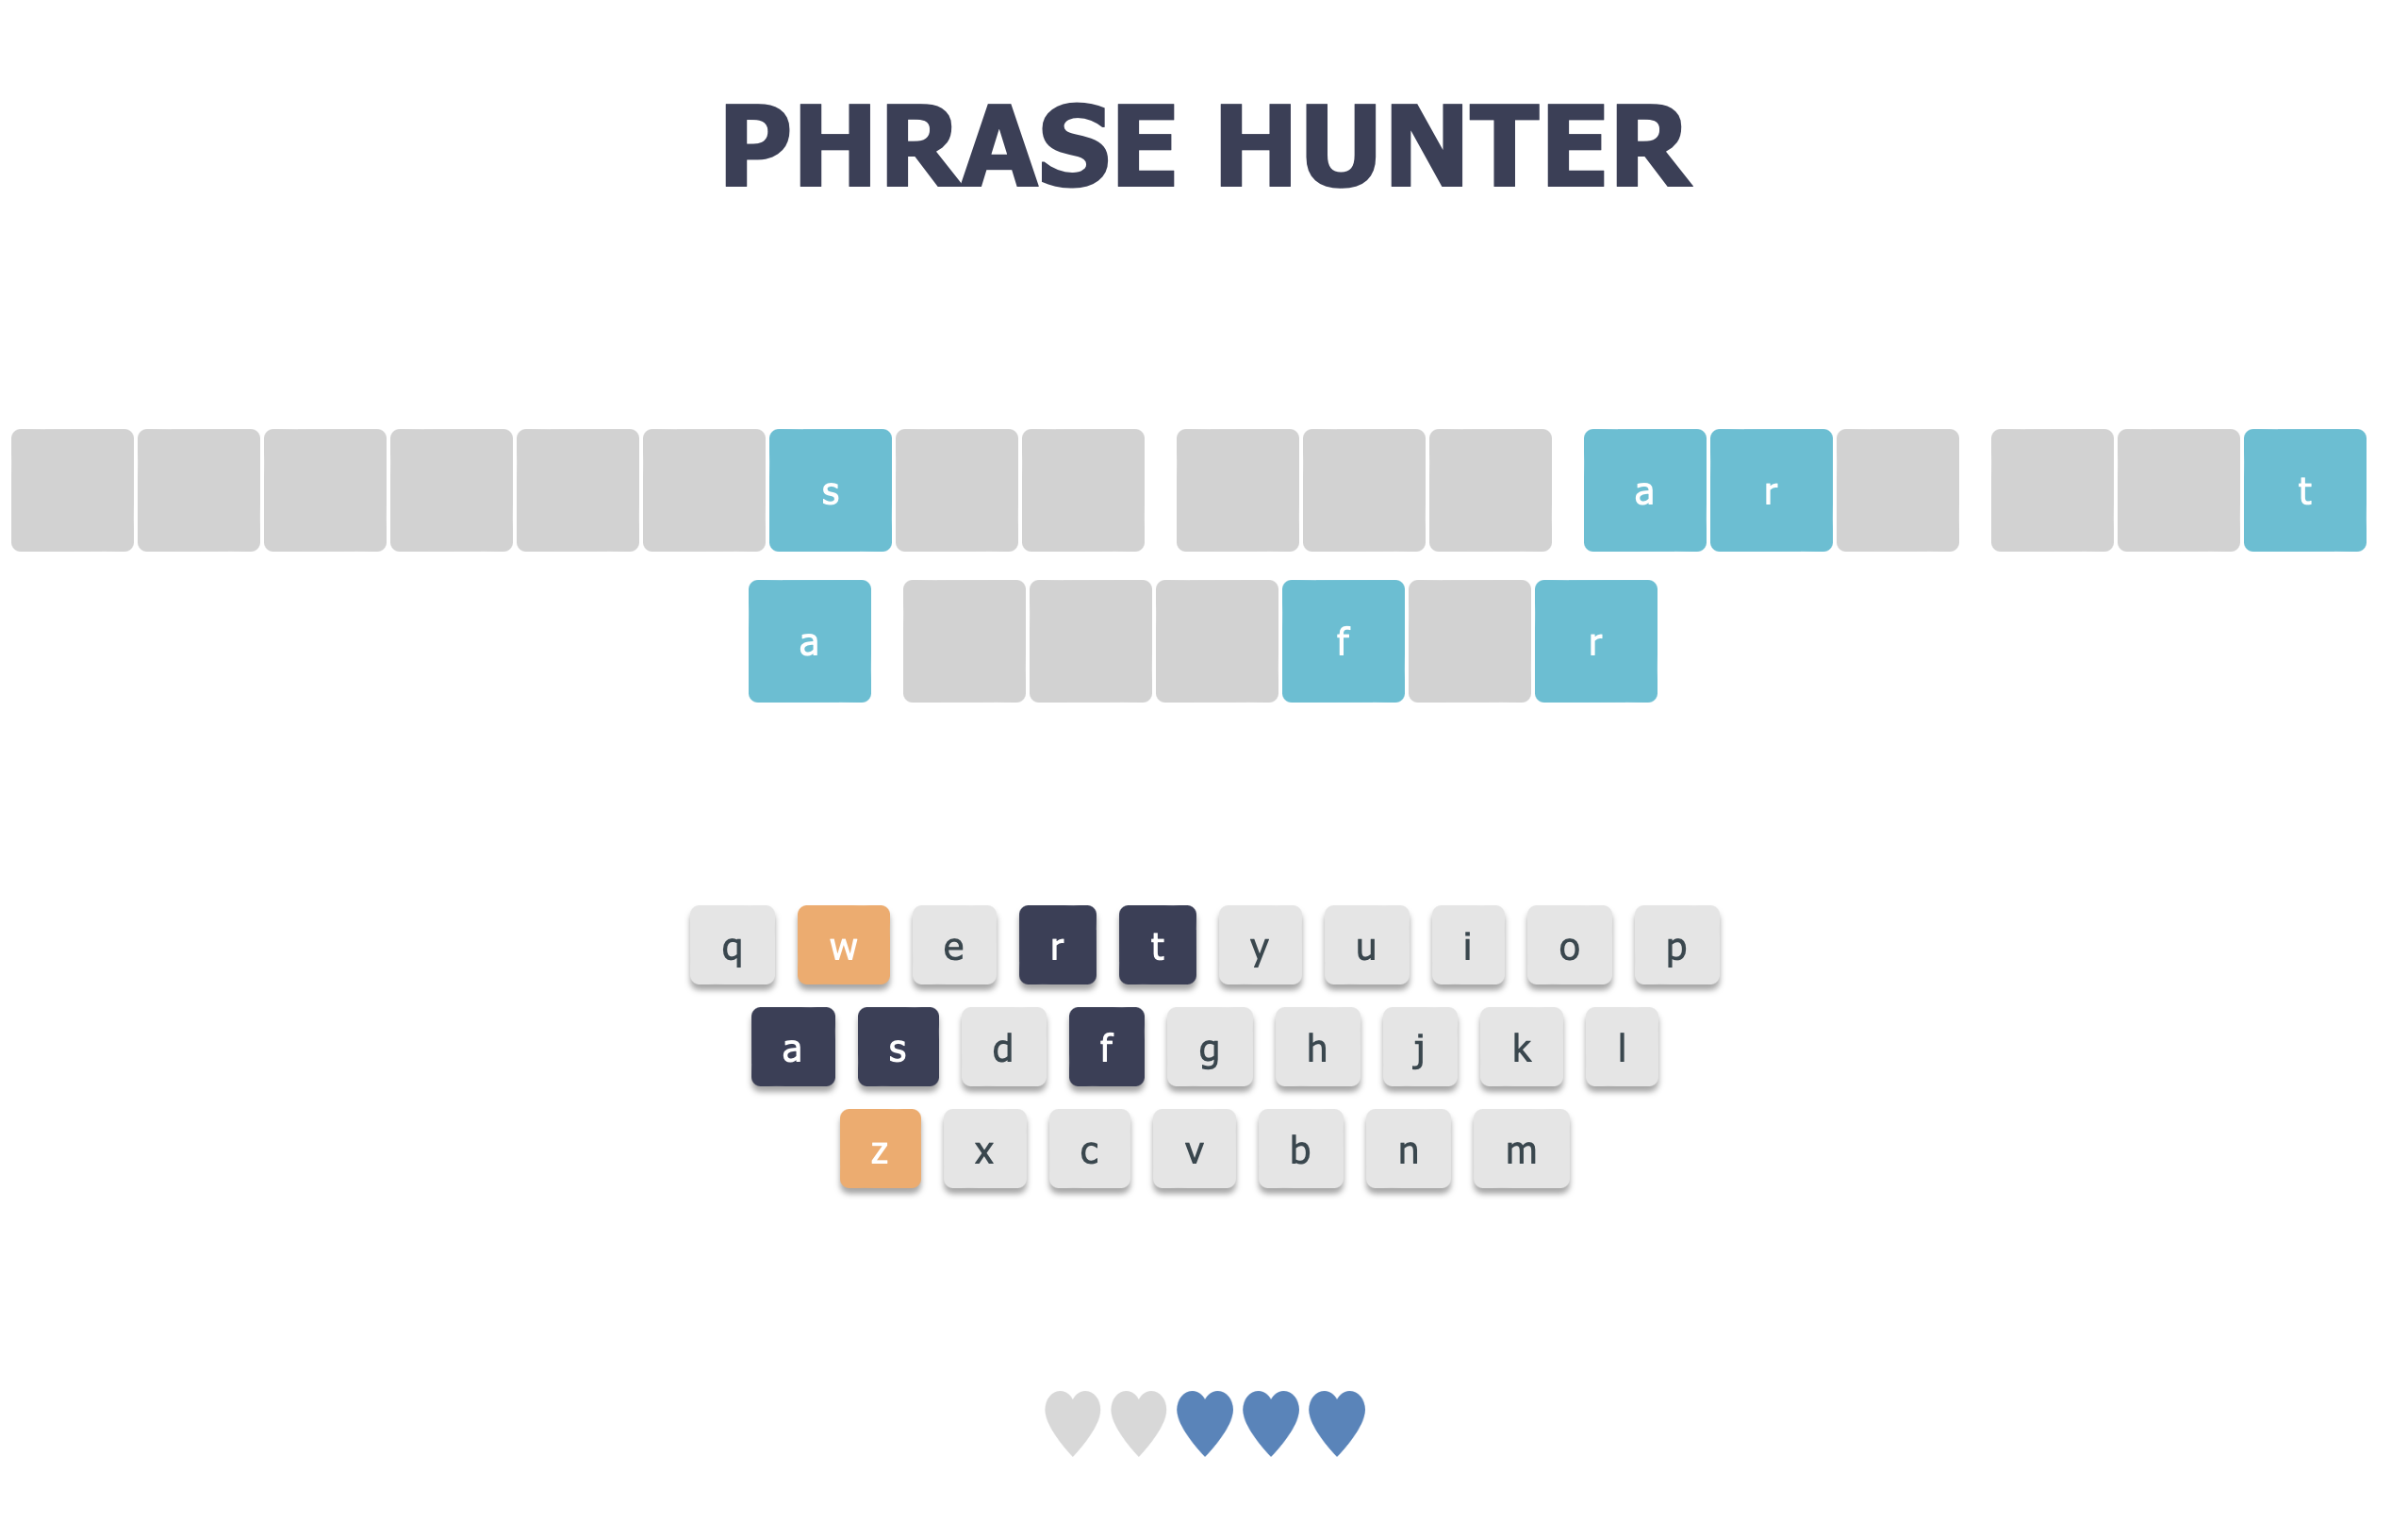 PHRASE HUNTER
s a r t
a f r
q w e r t y u i o p
a s d f g h j k l
z x c v b n m